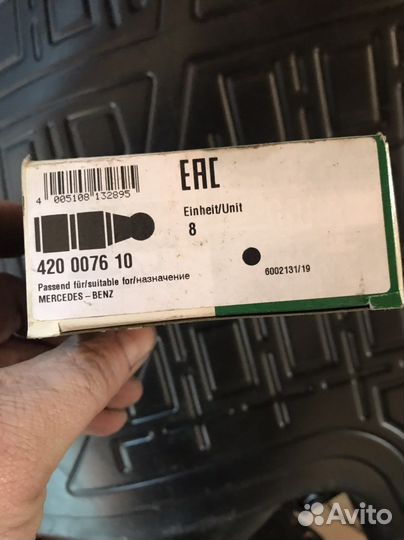 EAC
4 005108 132895
Einheit/Unit
8
420 0076 10
6002131/19
Passend für/suitable for/назначение
MERCEDES-BENZ
Avito